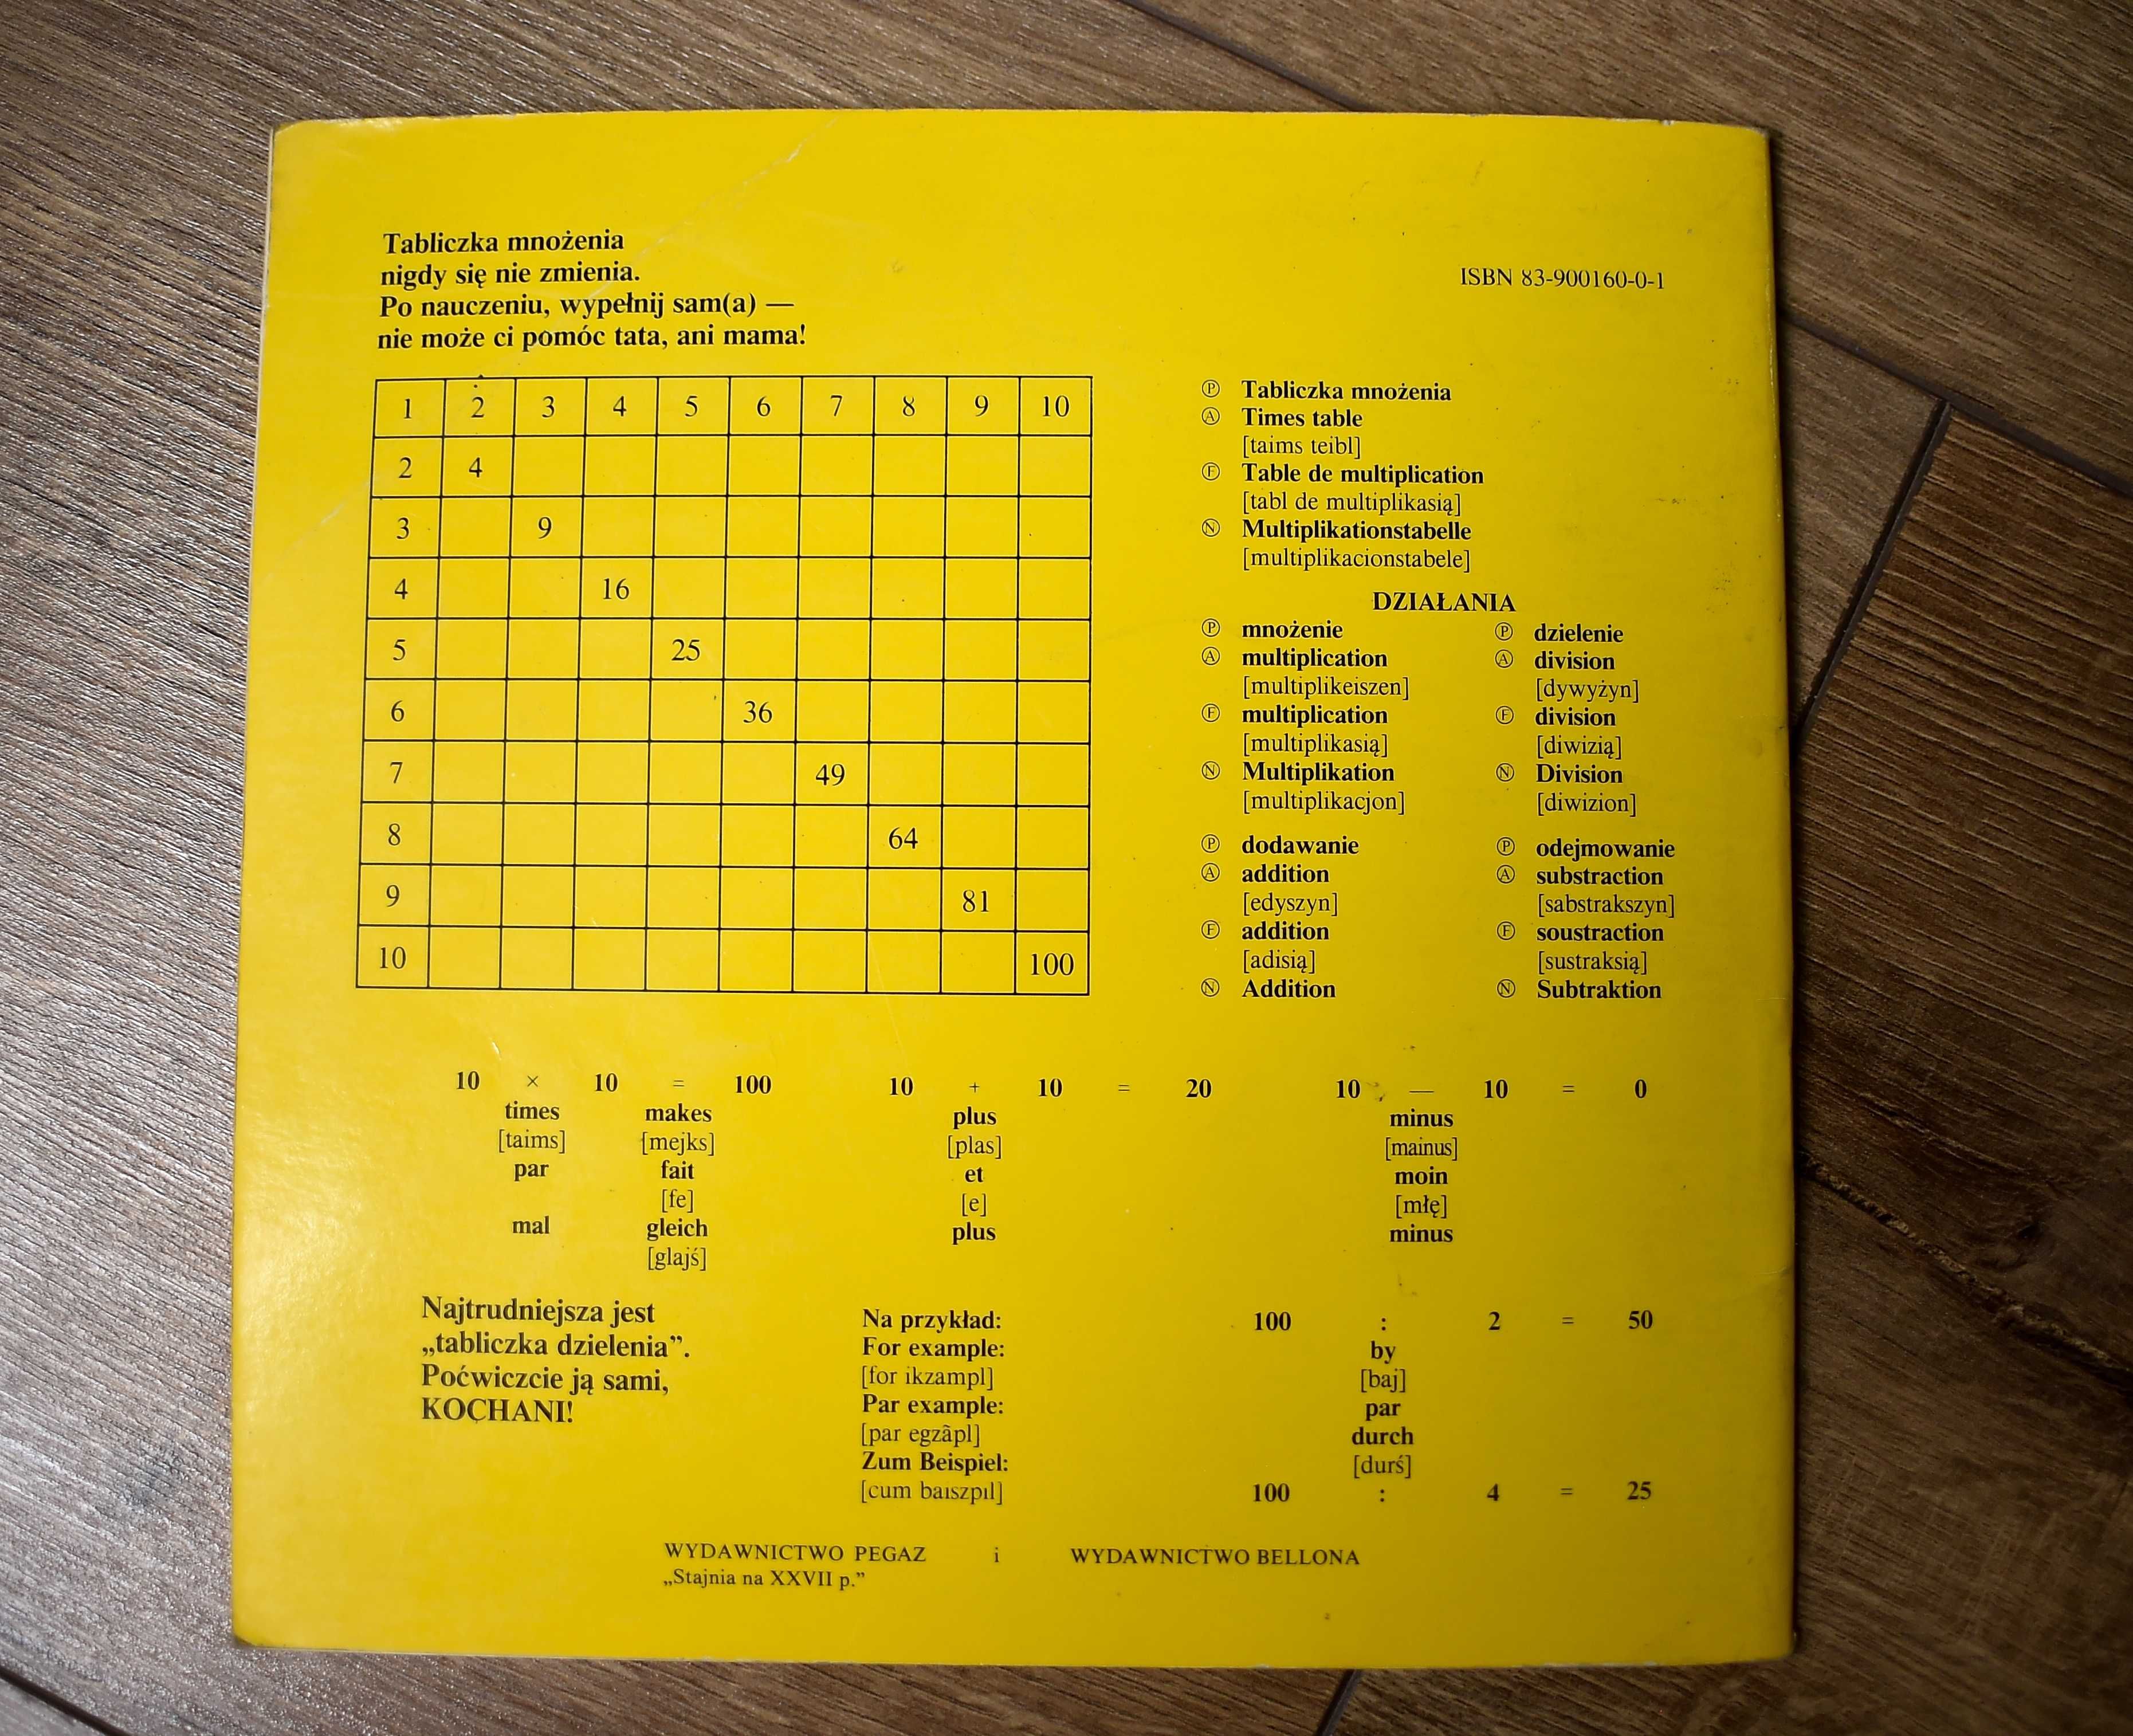 Tabliczka mnożenia
nigdy się nie zmienia.
Po nauczeniu, wypełnij sam(a) —
nie może ci pomóc tata, ani mama!
ISBN 83-900160-0-1
1 2 3 4 5 6 7 8 9 10
2 4
3 9
4 16
5 25
6 36
7 49
8 64
9 81
10 100
Ⓟ Tabliczka mnożenia
Ⓐ Times table
[taims teibl]
Ⓕ Table de multiplication
[tabl de multiplikasią]
Ⓝ Multiplikationstabelle
[multiplikacionstabele]
DZIAŁANIA
Ⓟ mnożenie
Ⓐ multiplication
[multiplikeiszen]
Ⓕ multiplication
[multiplikasią]
Ⓝ Multiplikation
[multiplikacjon]
Ⓟ dzielenie
Ⓐ division
[dywyżyn]
Ⓕ division
[diwizią]
Ⓝ Division
[diwizion]
Ⓟ dodawanie
Ⓐ addition
[edyszyn]
Ⓕ addition
[adisią]
Ⓝ Addition
Ⓟ odejmowanie
Ⓐ substraction
[sabstrakszyn]
Ⓕ soustraction
[sustraksią]
Ⓝ Subtraktion
10 × 10 = 100
times makes
[taims] [mejks]
par fait
[fe]
mal gleich
[glajś]
10 + 10 = 20
plus
[plas]
et
[e]
plus
10 — 10 = 0
minus
[mainus]
moin
[młę]
minus
Najtrudniejsza jest
„tabliczka dzielenia”.
Poćwiczcie ją sami,
KOCHANI!
Na przykład:
For example:
[for ikzampl]
Par example:
[par egzãpl]
Zum Beispiel:
[cum baiszpil]
100 : 2 = 50
by
[baj]
par
durch
[durś]
100 : 4 = 25
WYDAWNICTWO PEGAZ i WYDAWNICTWO BELLONA
„Stajnia na XXVII p.”